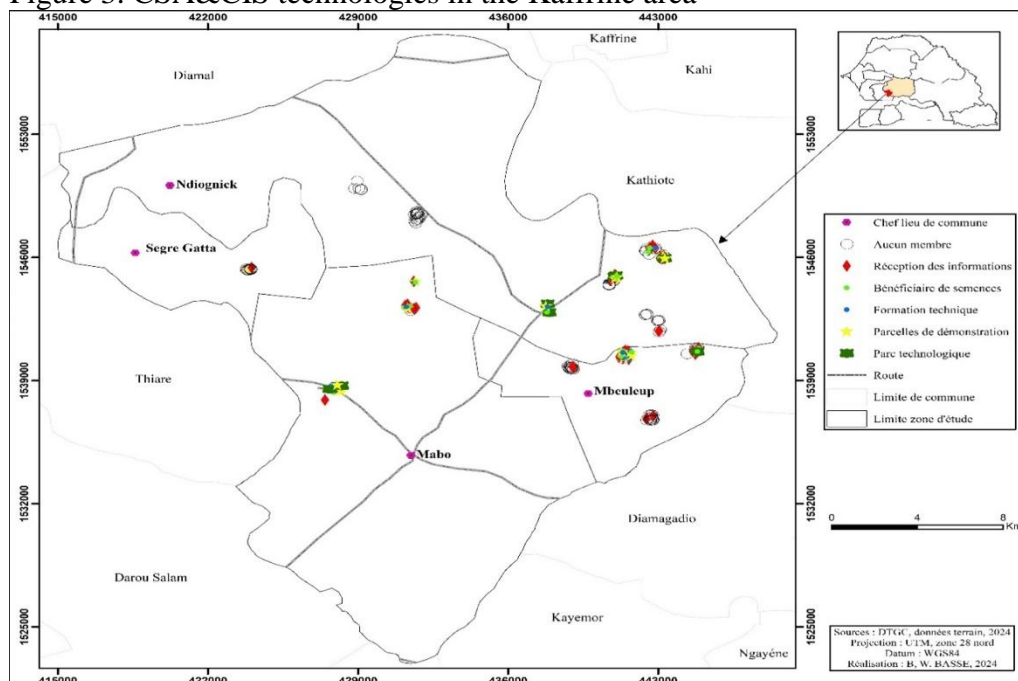 Figure 3. CSA&CIS technologies in the Kaffrine area
415000 422000 429000 436000 443000
Kaffrine
Diamal
Kahi
1553000 1553000
Kathiote
Ndiognick
Segre Gatta
1546000 1546000
Chef lieu de commune
Aucun membre
Réception des informations
Bénéficiaire de semences
Formation technique
Parcelles de démonstration
Parc technologique
Route
Limite de commune
Limite zone d'étude
Thiare
1539000 1539000
Mbeuleup
Mabo
1532000 1532000
Diamagadio
0 4 8
Km
Darou Salam
Kayemor
1525000 1525000
Ngayéne
Sources : DTGC, données terrain, 2024
Projection : UTM, zone 28 nord
Datum : WGS84
Réalisation : B, W. BASSE, 2024
415000 422000 429000 436000 443000